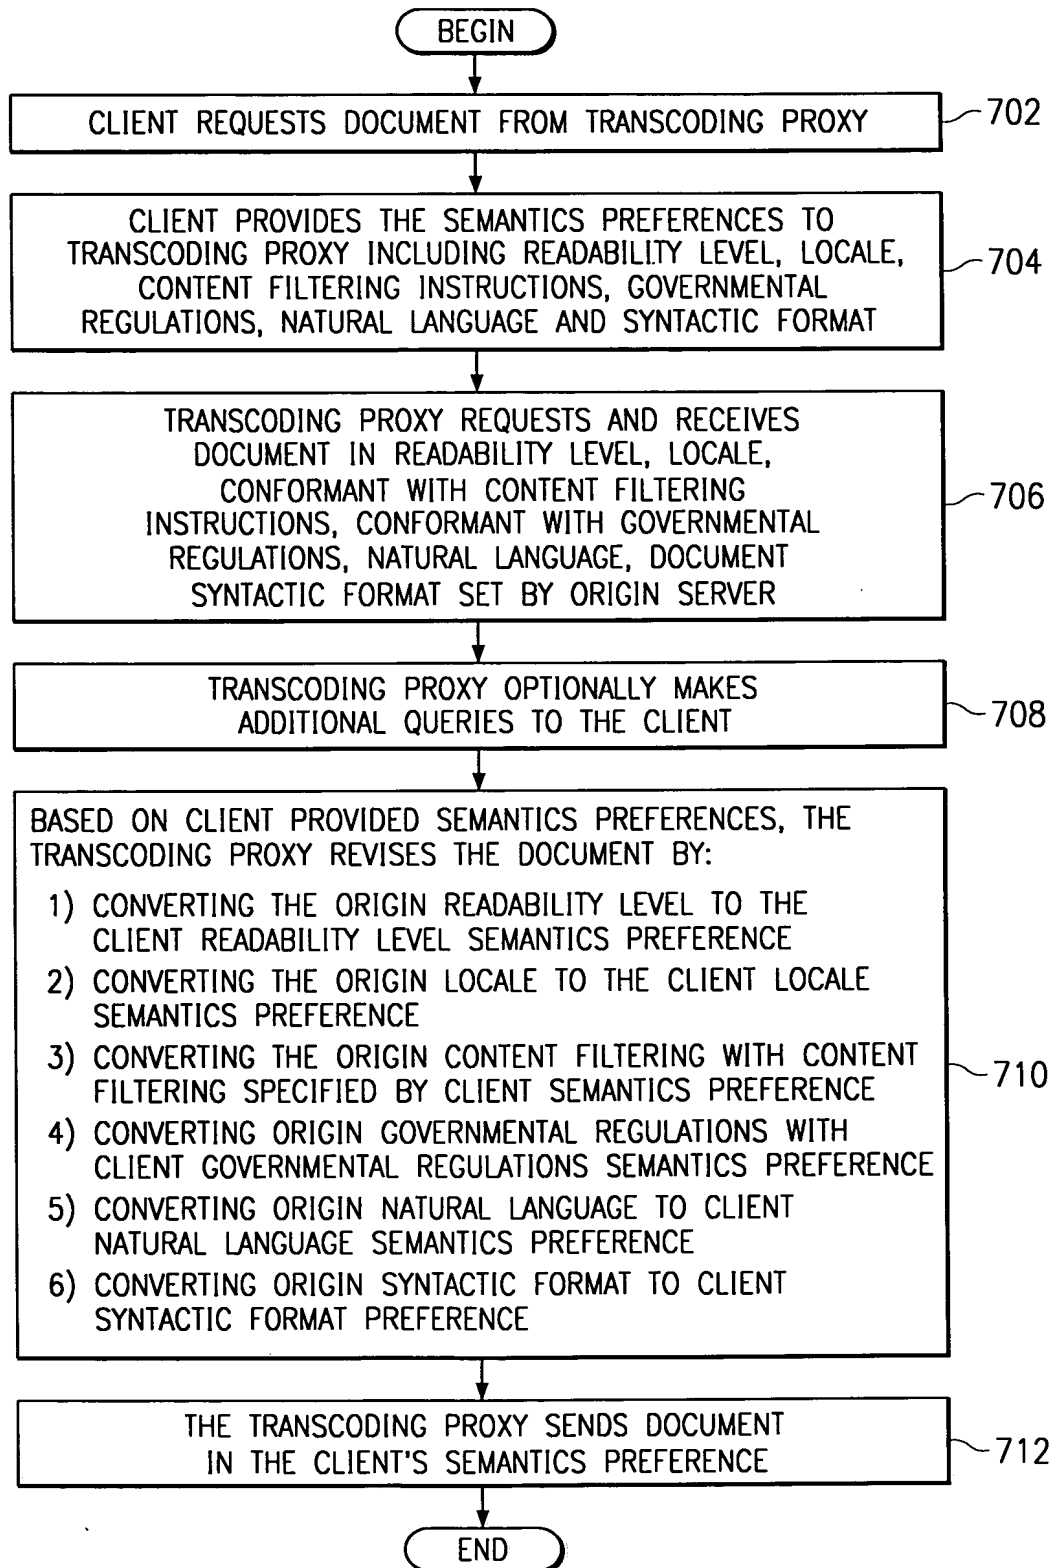 BEGIN
CLIENT REQUESTS DOCUMENT FROM TRANSCODING PROXY
702
CLIENT PROVIDES THE SEMANTICS PREFERENCES TO
TRANSCODING PROXY INCLUDING READABILITY LEVEL, LOCALE,
CONTENT FILTERING INSTRUCTIONS, GOVERNMENTAL
REGULATIONS, NATURAL LANGUAGE AND SYNTACTIC FORMAT
704
TRANSCODING PROXY REQUESTS AND RECEIVES
DOCUMENT IN READABILITY LEVEL, LOCALE,
CONFORMANT WITH CONTENT FILTERING
INSTRUCTIONS, CONFORMANT WITH GOVERNMENTAL
REGULATIONS, NATURAL LANGUAGE, DOCUMENT
SYNTACTIC FORMAT SET BY ORIGIN SERVER
706
TRANSCODING PROXY OPTIONALLY MAKES
ADDITIONAL QUERIES TO THE CLIENT
708
BASED ON CLIENT PROVIDED SEMANTICS PREFERENCES, THE
TRANSCODING PROXY REVISES THE DOCUMENT BY:
1) CONVERTING THE ORIGIN READABILITY LEVEL TO THE
CLIENT READABILITY LEVEL SEMANTICS PREFERENCE
2) CONVERTING THE ORIGIN LOCALE TO THE CLIENT LOCALE
SEMANTICS PREFERENCE
3) CONVERTING THE ORIGIN CONTENT FILTERING WITH CONTENT
FILTERING SPECIFIED BY CLIENT SEMANTICS PREFERENCE
4) CONVERTING ORIGIN GOVERNMENTAL REGULATIONS WITH
CLIENT GOVERNMENTAL REGULATIONS SEMANTICS PREFERENCE
5) CONVERTING ORIGIN NATURAL LANGUAGE TO CLIENT
NATURAL LANGUAGE SEMANTICS PREFERENCE
6) CONVERTING ORIGIN SYNTACTIC FORMAT TO CLIENT
SYNTACTIC FORMAT PREFERENCE
710
THE TRANSCODING PROXY SENDS DOCUMENT
IN THE CLIENT'S SEMANTICS PREFERENCE
712
END